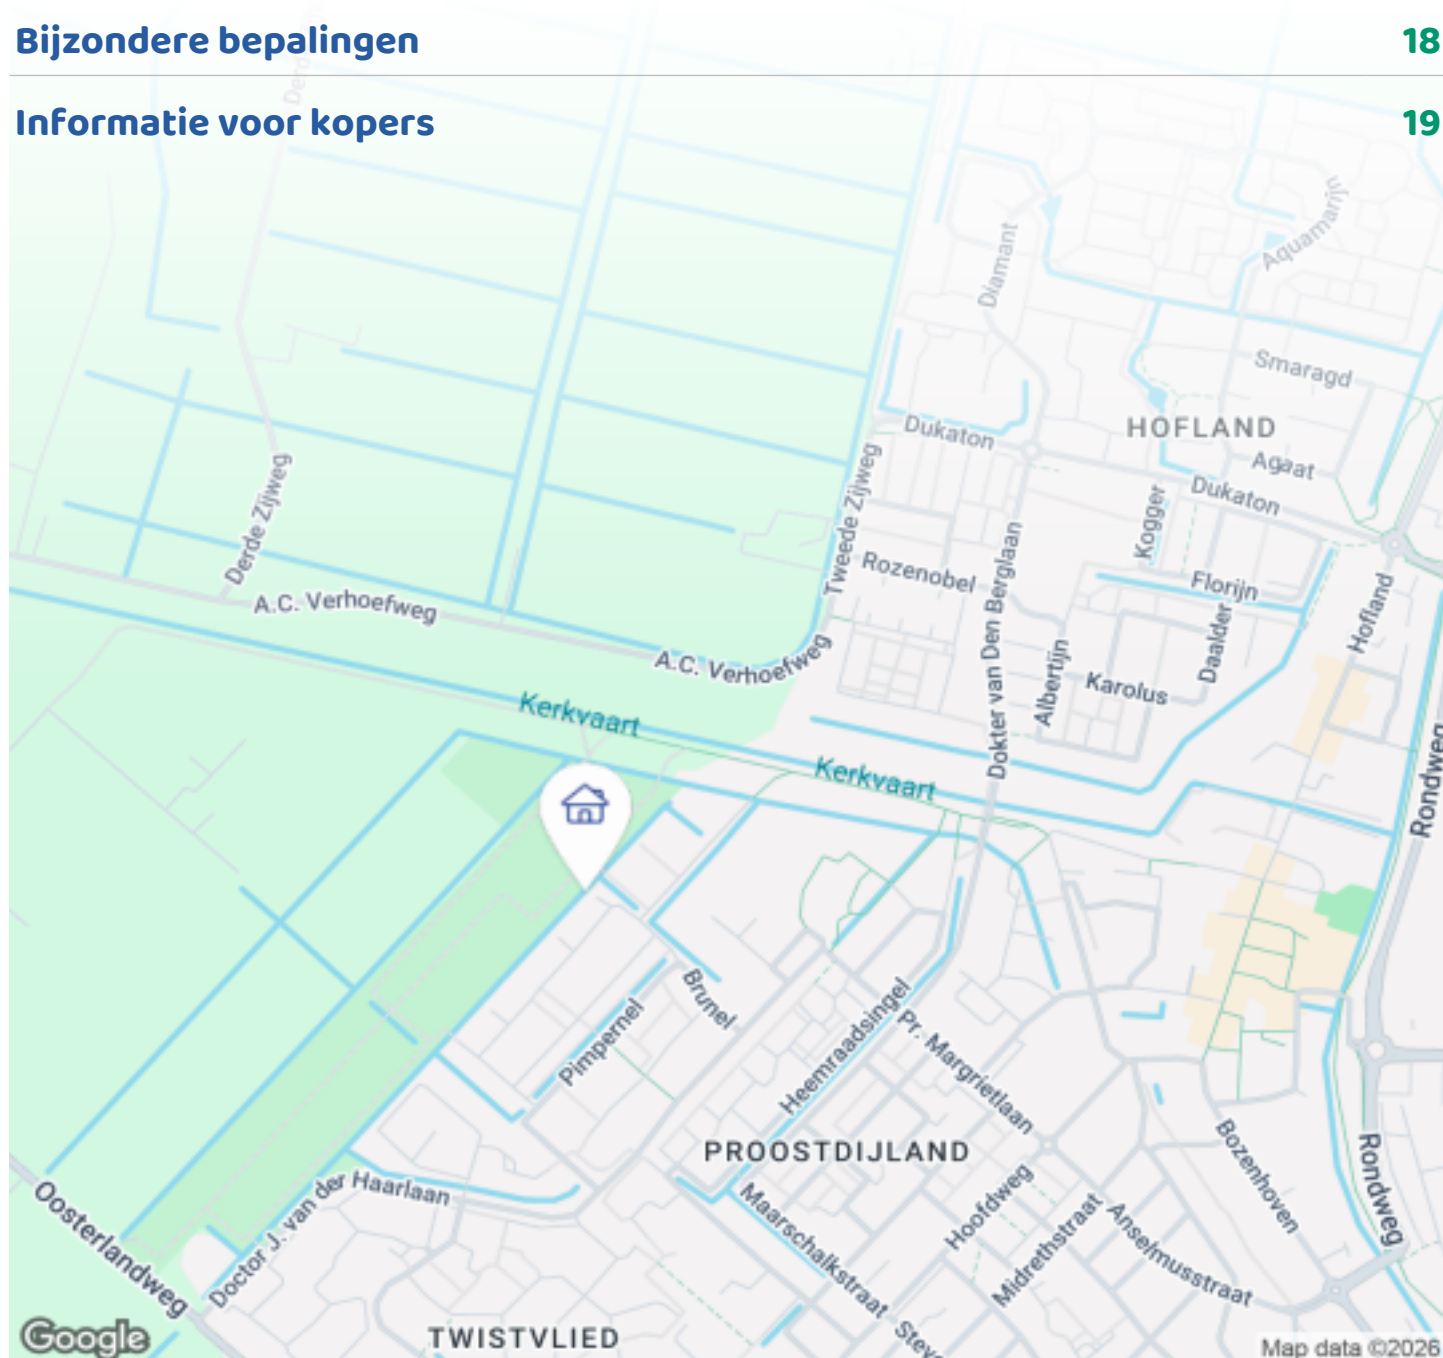 Bijzondere bepalingen 18
Informatie voor kopers 19
Derde
Aquamarijn
Diamant
Smaragd
HOFLAND
Dukaton
Agaat
Dukaton
Kogger
Tweede Zijweg
Derde Zijweg
Rozenobel
Florijn
Hofland
Dokter van Den Berglaan
A.C. Verhoefweg
Daalder
A.C. Verhoefweg
Albertijn
Karolus
Kerkvaart
Kerkvaart
Rondweg
Brunel
Pimpernel
Heemraadsingel
Pr. Margrietlaan
PROOSTDIJLAND
Bozenhoven
Rondweg
Oosterlandweg
Doctor J. van der Haarlaan
Maarschalkstraat
Hoofdweg
Midrethstraat
Anselmusstraat
Steve
TWISTVLIED
Google
Map data ©2026